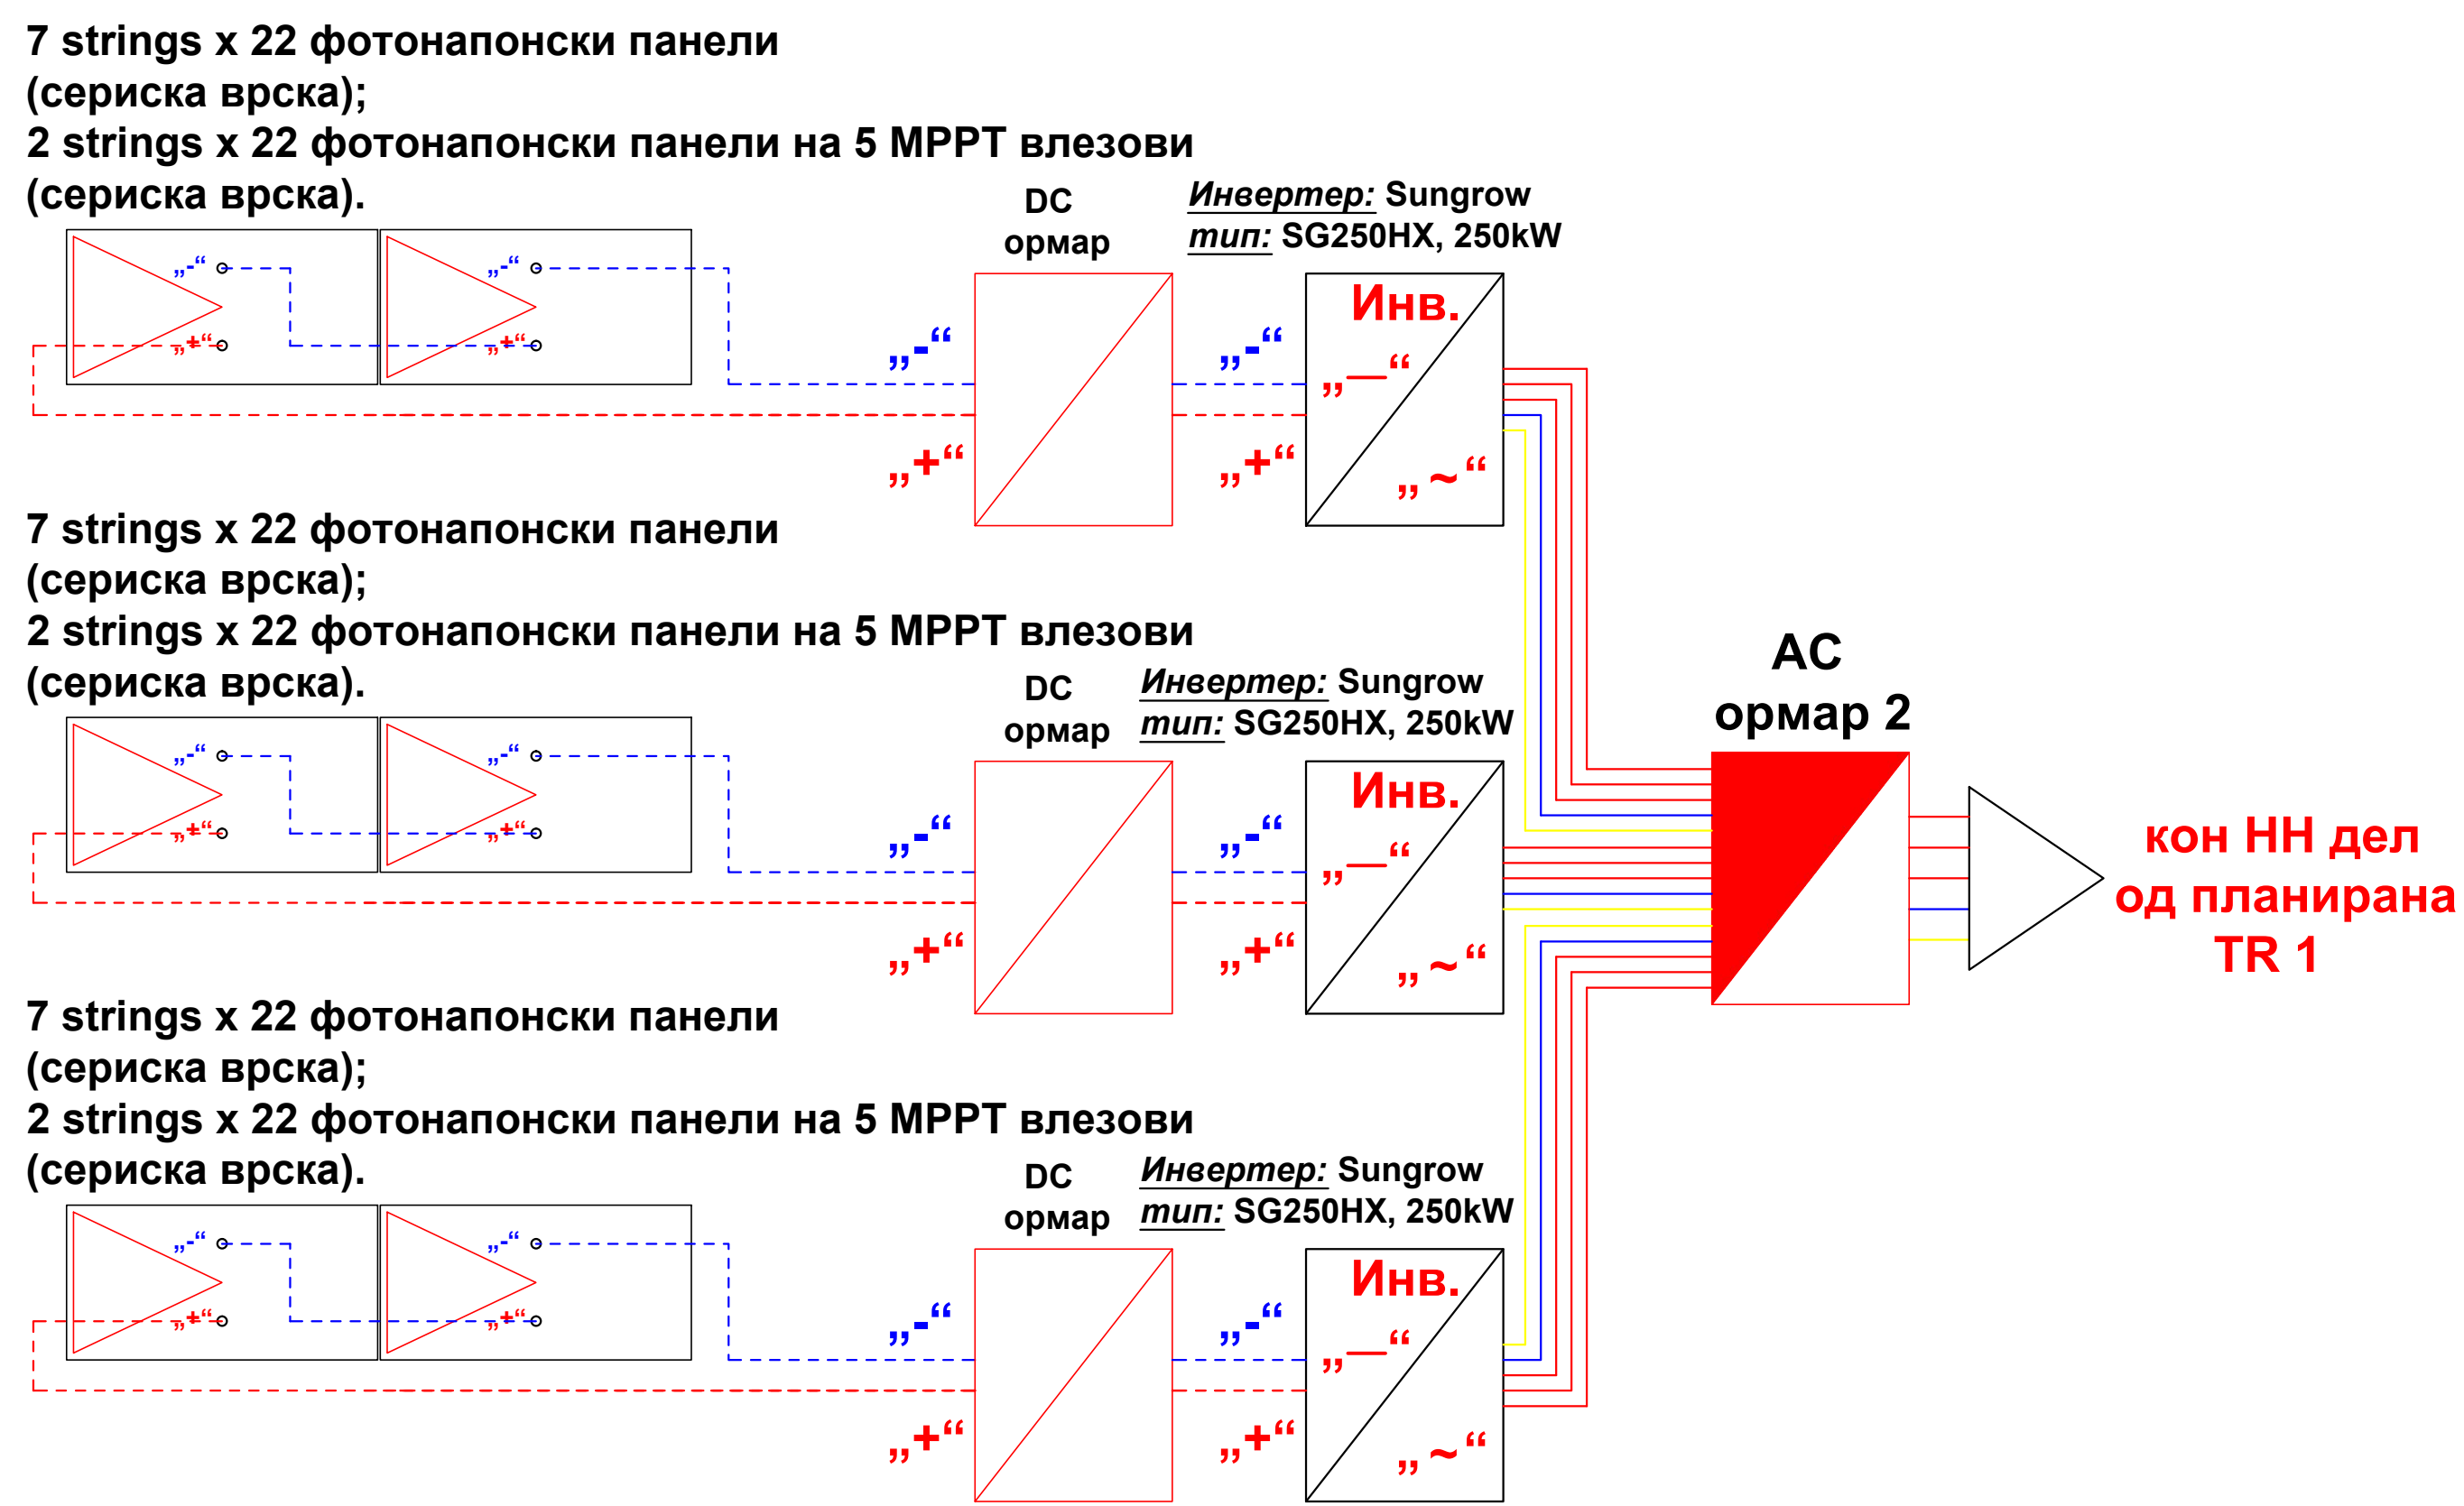 7 strings x 22 фотонапонски панели
(сериска врска);
2 strings x 22 фотонапонски панели на 5 МРРТ влезови
(сериска врска).
DC
ормар
Инвертер: Sungrow
тип: SG250HX, 250kW
„-“
„-“
„+“
„+“
„-“
„+“
„-“
„+“
Инв.
„—“
„~“
7 strings x 22 фотонапонски панели
(сериска врска);
2 strings x 22 фотонапонски панели на 5 МРРТ влезови
(сериска врска).
DC
ормар
Инвертер: Sungrow
тип: SG250HX, 250kW
„-“
„-“
„+“
„+“
„-“
„+“
„-“
„+“
Инв.
„—“
„~“
АС
ормар 2
кон НН дел
од планирана
TR 1
7 strings x 22 фотонапонски панели
(сериска врска);
2 strings x 22 фотонапонски панели на 5 МРРТ влезови
(сериска врска).
DC
ормар
Инвертер: Sungrow
тип: SG250HX, 250kW
„-“
„-“
„+“
„+“
„-“
„+“
„-“
„+“
Инв.
„—“
„~“